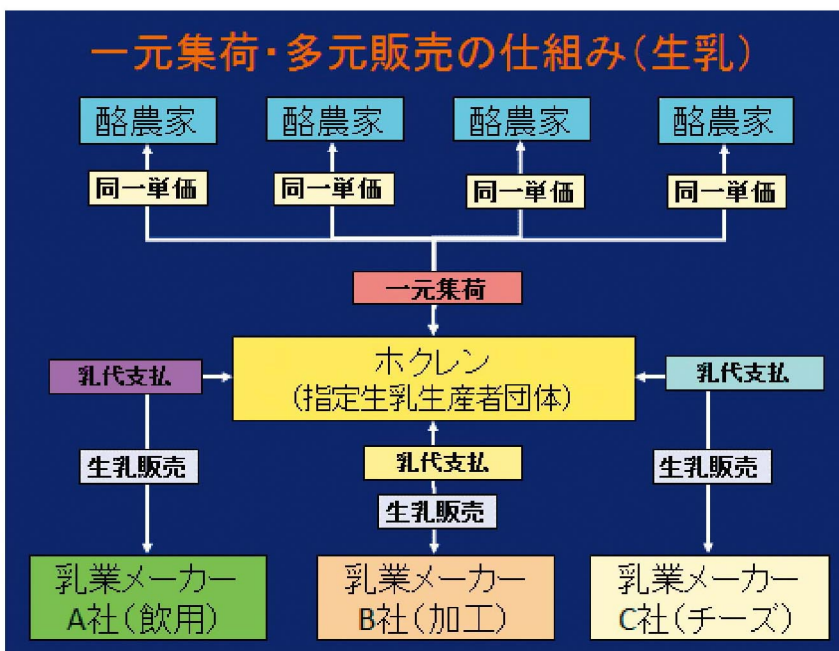 一元集荷・多元販売の仕組み(生乳)
酪農家
酪農家
酪農家
酪農家
同一単価
同一単価
同一単価
同一単価
一元集荷
ホクレン
(指定生乳生産者団体)
乳代支払
乳代支払
乳代支払
生乳販売
生乳販売
生乳販売
乳業メーカー
A社(飲用)
乳業メーカー
B社(加工)
乳業メーカー
C社(チーズ)